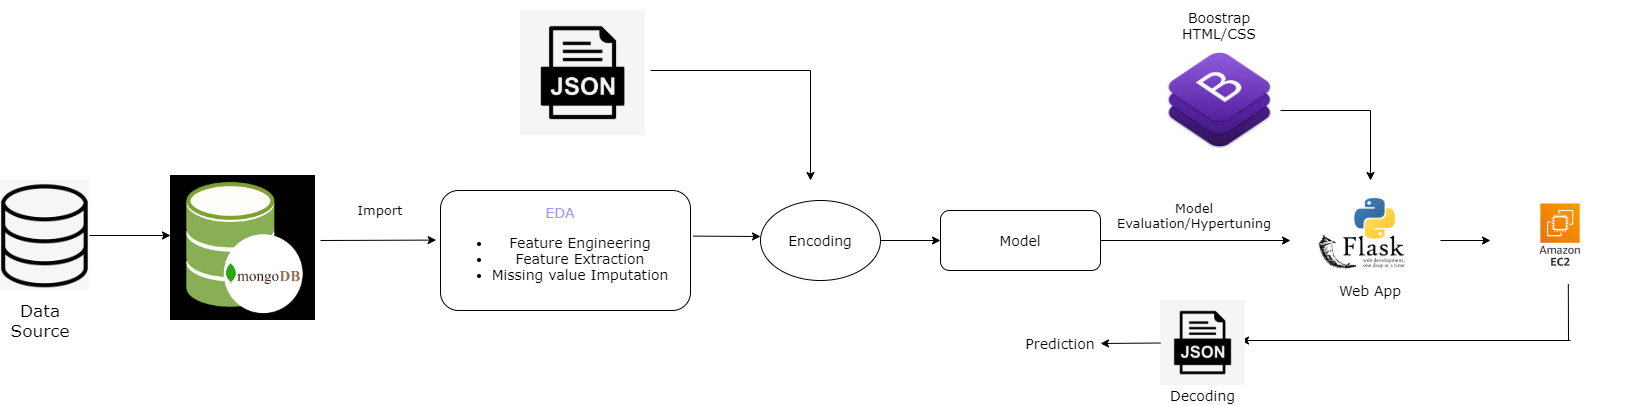 Boostrap
HTML/CSS
JSON
B
Import
EDA
Feature Engineering
Feature Extraction
Missing value Imputation
mongoDB
Data
Source
Encoding
Model
Model
Evaluation/Hypertuning
Flask
web development,
one drop at a time
Web App
Amazon
EC2
Prediction
JSON
Decoding